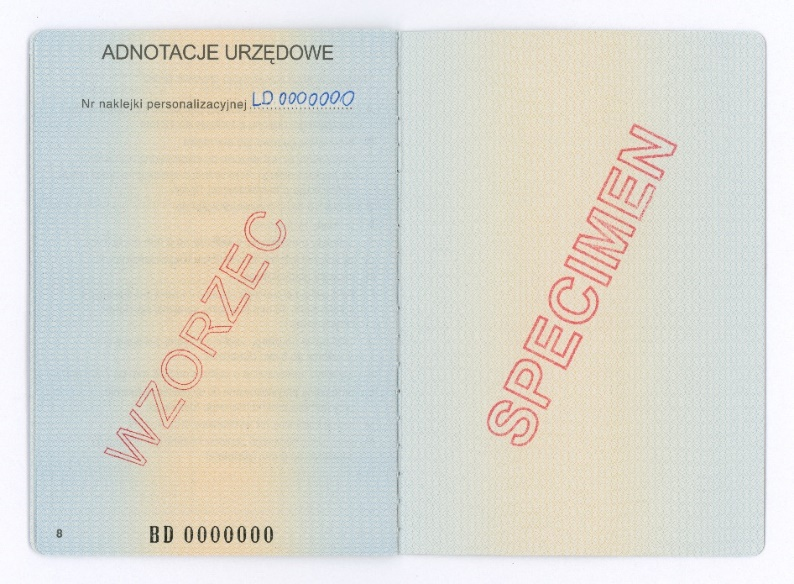 ADNOTACJE URZĘDOWE
Nr naklejki personalizacyjnej LD 0000000
WZORZEC
8
BD 0000000
SPECIMEN